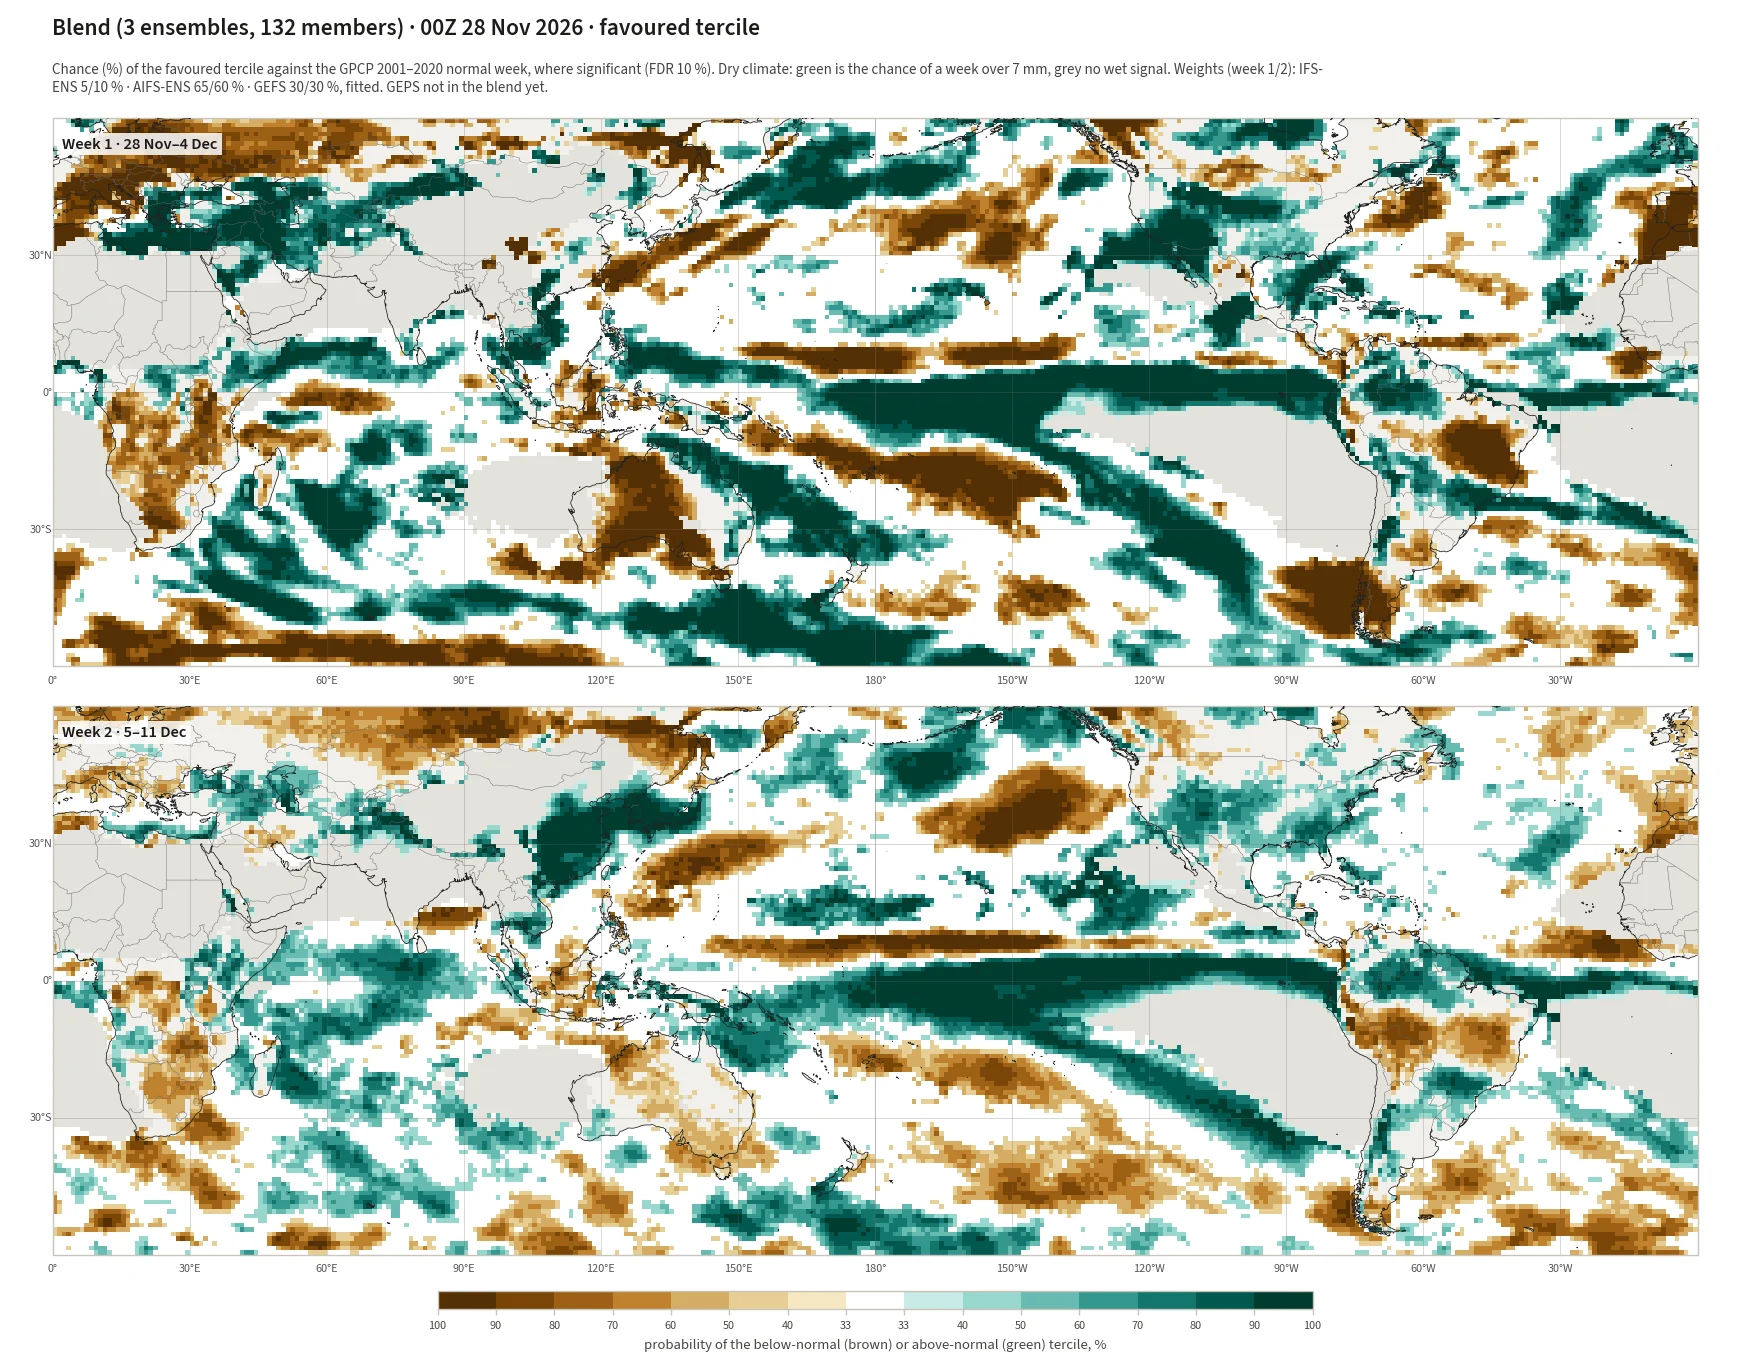 Blend (3 ensembles, 132 members) · 00Z 28 Nov 2026 · favoured tercile
Chance (%) of the favoured tercile against the GPCP 2001–2020 normal week, where significant (FDR 10 %). Dry climate: green is the chance of a week over 7 mm, grey no wet signal. Weights (week 1/2): IFS-
ENS 5/10 % · AIFS-ENS 65/60 % · GEFS 30/30 %, fitted. GEPS not in the blend yet.
Week 1 · 28 Nov–4 Dec
30°N
0°
30°S
0° 30°E 60°E 90°E 120°E 150°E 180° 150°W 120°W 90°W 60°W 30°W
Week 2 · 5–11 Dec
30°N
0°
30°S
0° 30°E 60°E 90°E 120°E 150°E 180° 150°W 120°W 90°W 60°W 30°W
100 90 80 70 60 50 40 33 33 40 50 60 70 80 90 100
probability of the below-normal (brown) or above-normal (green) tercile, %